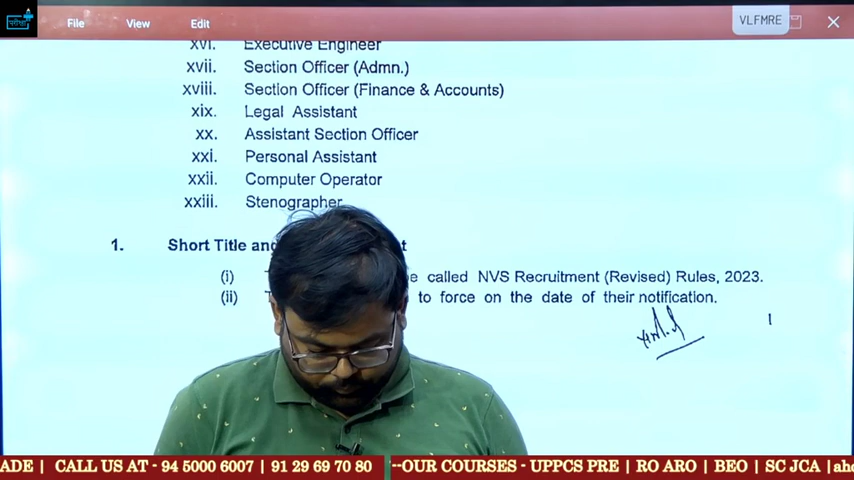 परीक्षा
File View Edit VLFMRE
xvi. Executive Engineer
xvii. Section Officer (Admn.)
xviii. Section Officer (Finance & Accounts)
xix. Legal Assistant
xx. Assistant Section Officer
xxi. Personal Assistant
xxii. Computer Operator
xxiii. Stenographer
1. Short Title and
(i) be called NVS Recruitment (Revised) Rules, 2023.
(ii) to force on the date of their notification.
ADE | CALL US AT - 94 5000 6007 | 91 29 69 70 80 --OUR COURSES - UPPCS PRE | RO ARO | BEO | SC JCA |